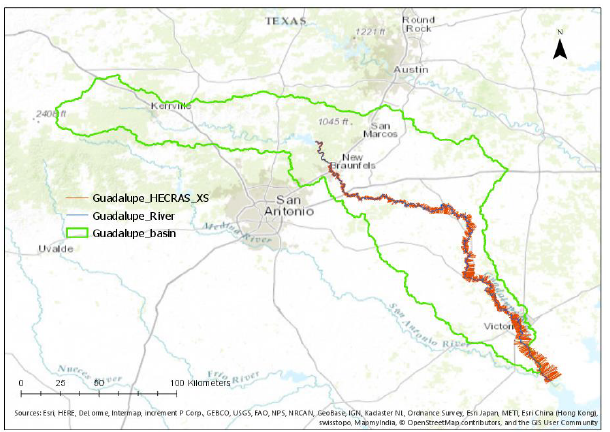 TEXAS
Round
Rock
1221 ft
N
Austin
2408 ft
Kerrville
1045 ft
San
Marcos
New
Braunfels
Guadalupe_HECRAS_XS
Guadalupe_River
Guadalupe_basin
San
Antonio
Medina River
Uvalde
Guadalupe
San Antonio River
Victoria
Nueces River
Frio River
0 25 50 100 Kilometers
Sources: Esri, HERE, DeLorme, Intermap, increment P Corp., GEBCO, USGS, FAO, NPS, NRCAN, GeoBase, IGN, Kadaster NL, Ordnance Survey, Esri Japan, METI, Esri China (Hong Kong),
swisstopo, MapmyIndia, © OpenStreetMap contributors, and the GIS User Community